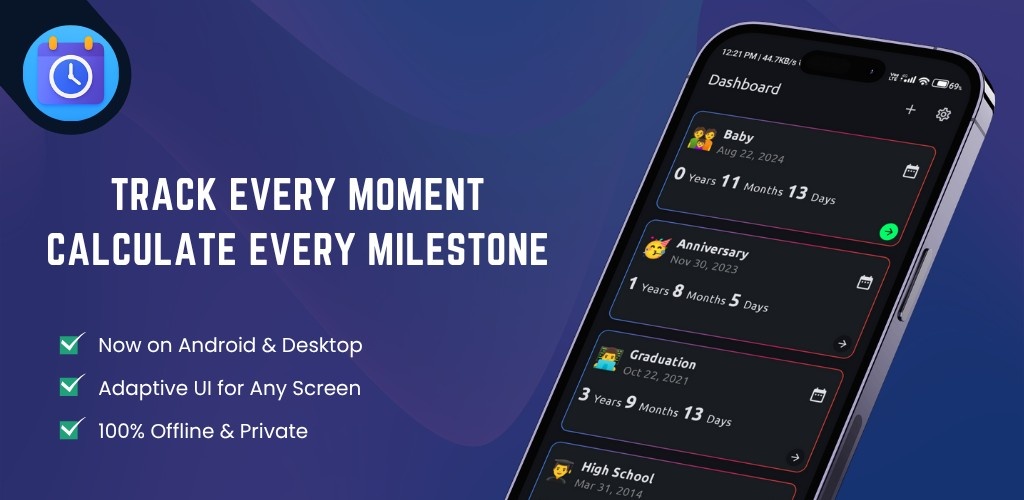 TRACK EVERY MOMENT
CALCULATE EVERY MILESTONE
Now on Android & Desktop
Adaptive UI for Any Screen
100% Offline & Private
12:21 PM | 44.7KB/s
69%
Dashboard
Baby
Aug 22, 2024
0 Years 11 Months 13 Days
Anniversary
Nov 30, 2023
1 Years 8 Months 5 Days
Graduation
Oct 22, 2021
3 Years 9 Months 13 Days
High School
Mar 31, 2014